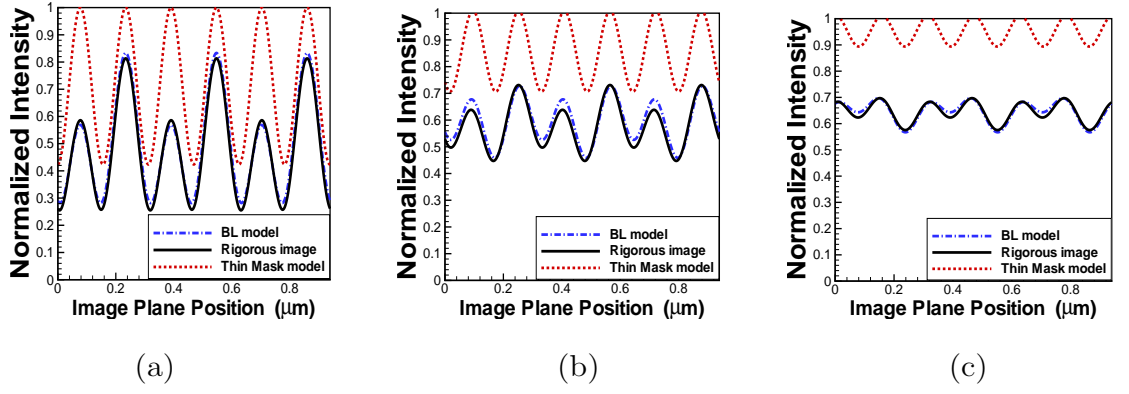 Normalized Intensity
1
0.9
0.8
0.7
0.6
0.5
0.4
0.3
0.2
0.1
0
0 0.2 0.4 0.6 0.8
BL model
Rigorous image
Thin Mask model
Image Plane Position (μm)
(a)
Normalized Intensity
1
0.9
0.8
0.7
0.6
0.5
0.4
0.3
0.2
0.1
0
0 0.2 0.4 0.6 0.8
BL model
Rigorous image
Thin Mask model
Image Plane Position (μm)
(b)
Normalized Intensity
1
0.9
0.8
0.7
0.6
0.5
0.4
0.3
0.2
0.1
0
0 0.2 0.4 0.6 0.8
BL model
Rigorous image
Thin Mask model
Image Plane Position (μm)
(c)